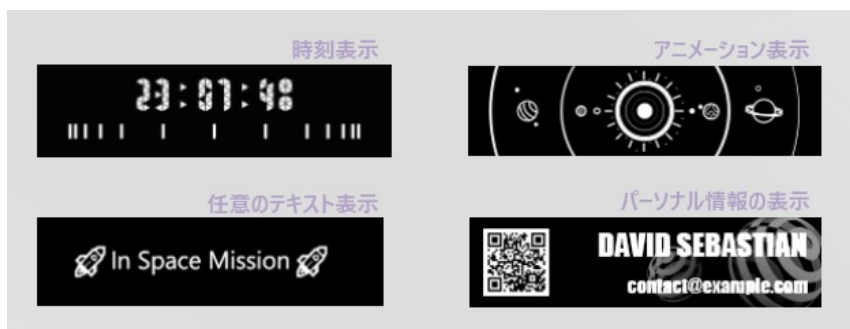 時刻表示
アニメーション表示
23:07:48
任意のテキスト表示
パーソナル情報の表示
In Space Mission
DAVID SEBASTIAN
contact@example.com